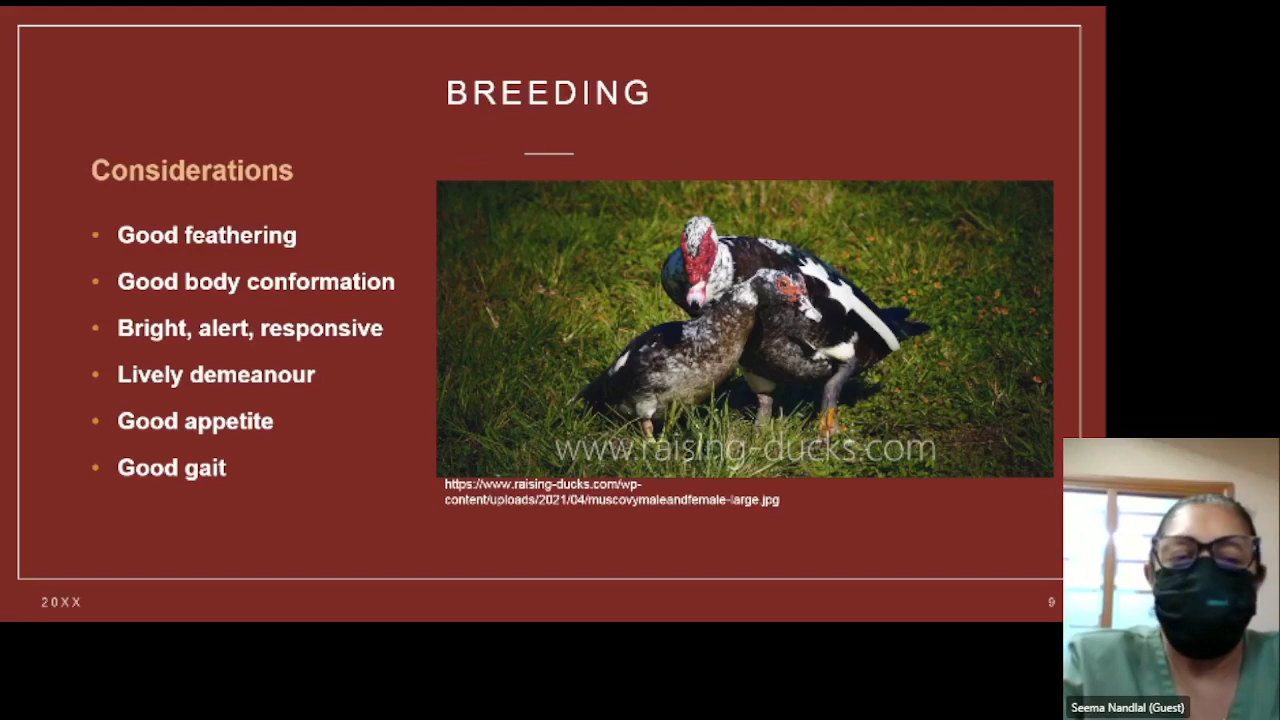 BREEDING
Considerations
• Good feathering
• Good body conformation
• Bright, alert, responsive
• Lively demeanour
• Good appetite
• Good gait
www.raising-ducks.com
https://www.raising-ducks.com/wp-
content/uploads/2021/04/muscovymaleandfemale-large.jpg
20XX
9
Seema Nandlal (Guest)